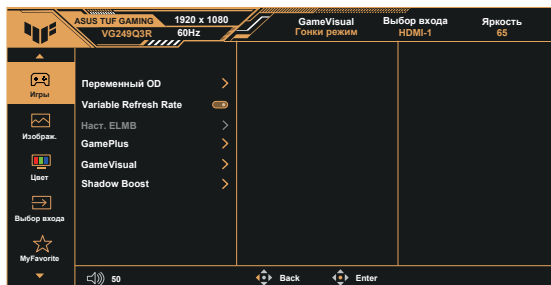 ASUS TUF GAMING 1920 x 1080
VG249Q3R 60Hz
GameVisual
Гонки режим
Выбор входа
HDMI-1
Яркость
65
Игры
Изображ.
Цвет
Выбор входа
MyFavorite
Переменный OD
Variable Refresh Rate
Наст. ELMB
GamePlus
GameVisual
Shadow Boost
50
Back
Enter